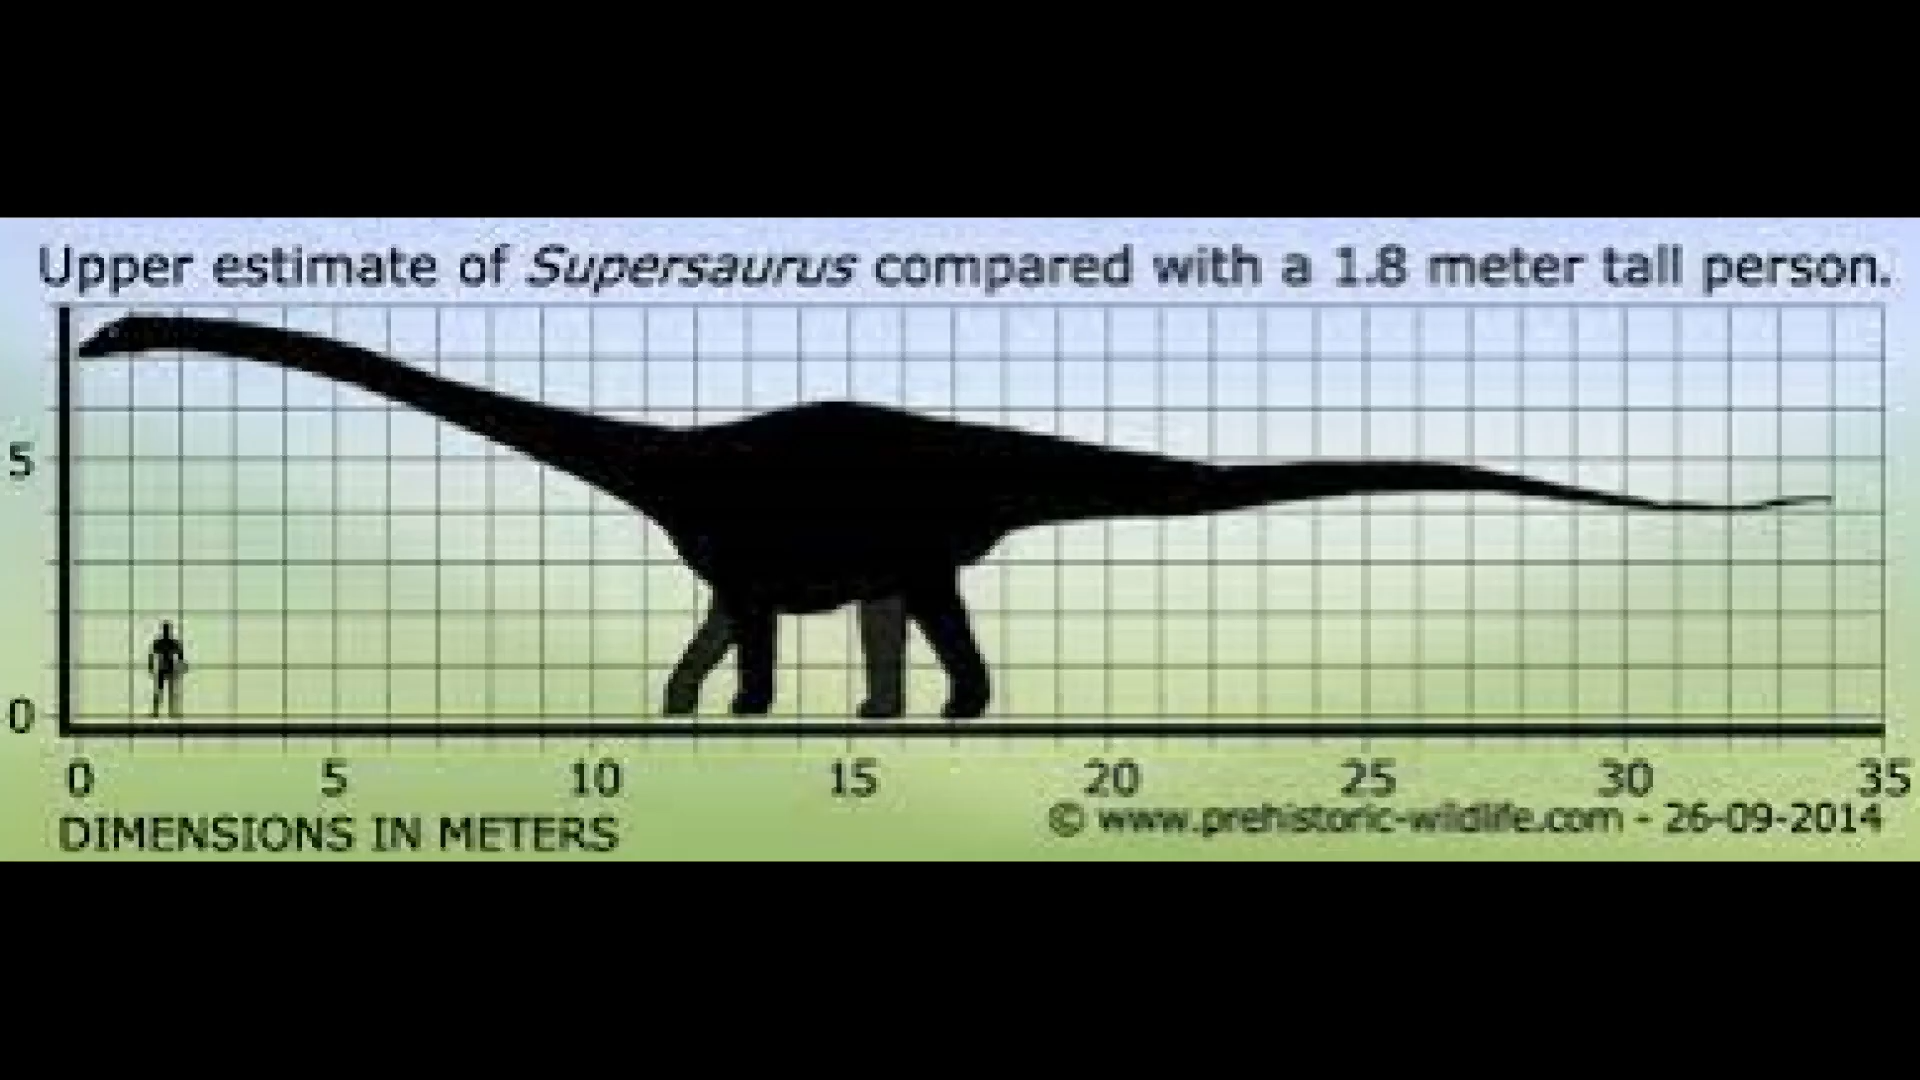 Upper estimate of Supersaurus compared with a 1.8 meter tall person.
5
0
0 5 10 15 20 25 30 35
DIMENSIONS IN METERS
© www.prehistoric-wildlife.com - 26-09-2014